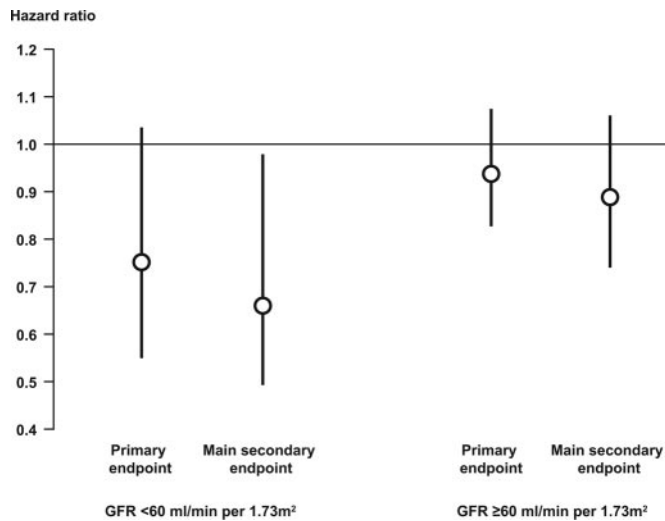 Hazard ratio
1.2
1.1
1.0
0.9
0.8
0.7
0.6
0.5
0.4
Primary
endpoint
Main secondary
endpoint
Primary
endpoint
Main secondary
endpoint
GFR <60 ml/min per 1.73m²
GFR ≥60 ml/min per 1.73m²